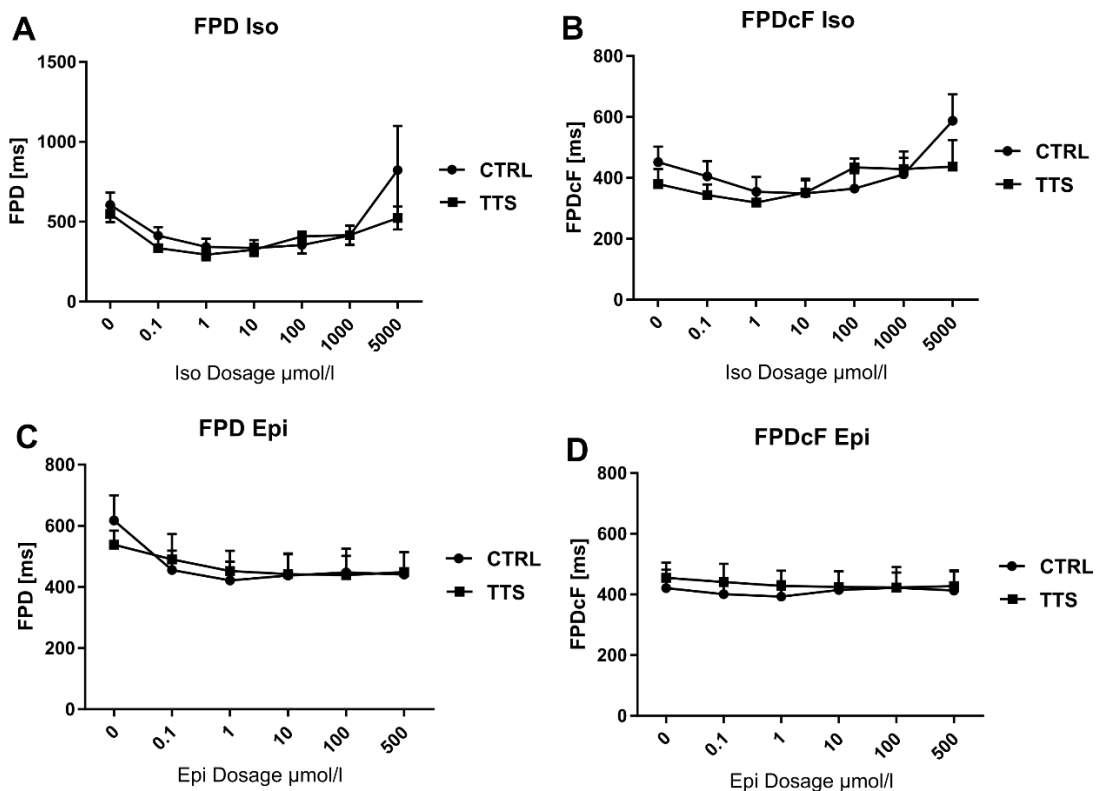 A
FPD Iso
FPD [ms]
1500
1000
500
0
0
0.1
1
10
100
1000
5000
Iso Dosage µmol/l
CTRL
TTS
B
FPDcF Iso
FPDcF [ms]
800
600
400
200
0
0
0.1
1
10
100
1000
5000
Iso Dosage µmol/l
CTRL
TTS
C
FPD Epi
FPD [ms]
800
600
400
200
0
0
0.1
1
10
100
500
Epi Dosage µmol/l
CTRL
TTS
D
FPDcF Epi
FPDcF [ms]
800
600
400
200
0
0
0.1
1
10
100
500
Epi Dosage µmol/l
CTRL
TTS